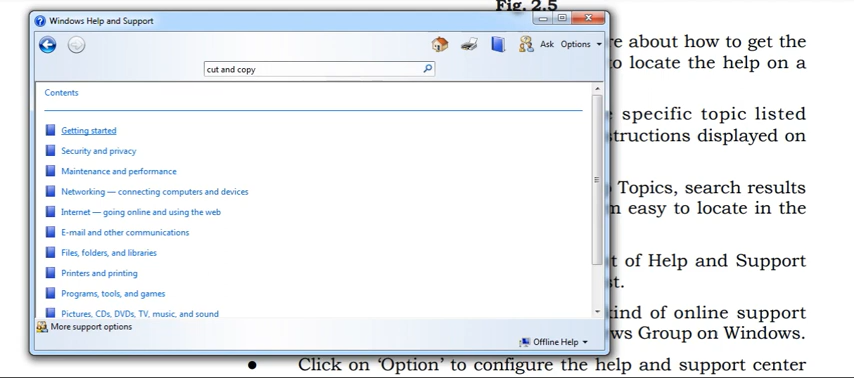 Fig. 2.5
Windows Help and Support
Ask Options
re about how to get the
cut and copy
to locate the help on a
Contents
specific topic listed
Getting started
structions displayed on
Security and privacy
Maintenance and performance
Networking — connecting computers and devices
Topics, search results
Internet — going online and using the web
m easy to locate in the
E-mail and other communications
Files, folders, and libraries
t of Help and Support
Printers and printing
st.
Programs, tools, and games
Pictures, CDs, DVDs, TV, music, and sound
kind of online support
More support options
ws Group on Windows.
Offline Help
● Click on ‘Option’ to configure the help and support center